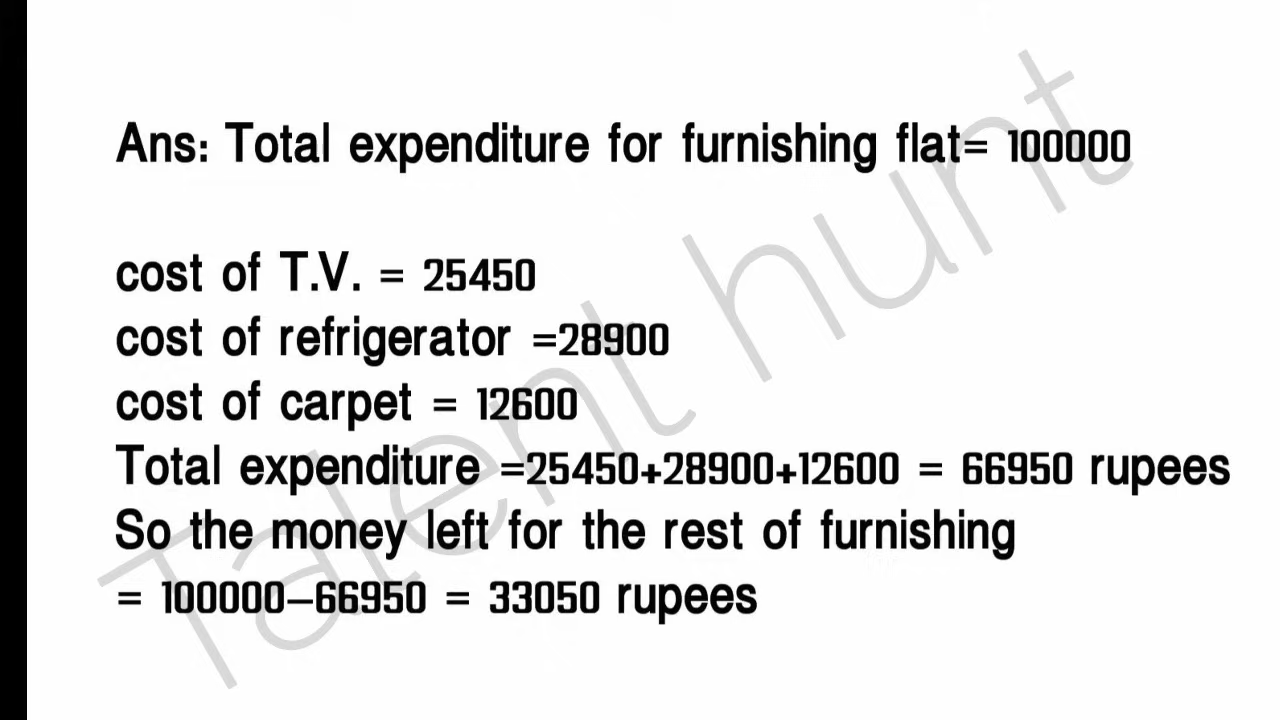 Ans: Total expenditure for furnishing flat= 100000
cost of T.V. = 25450
cost of refrigerator =28900
cost of carpet = 12600
Total expenditure =25450+28900+12600 = 66950 rupees
So the money left for the rest of furnishing
= 100000-66950 = 33050 rupees
Talent hunt